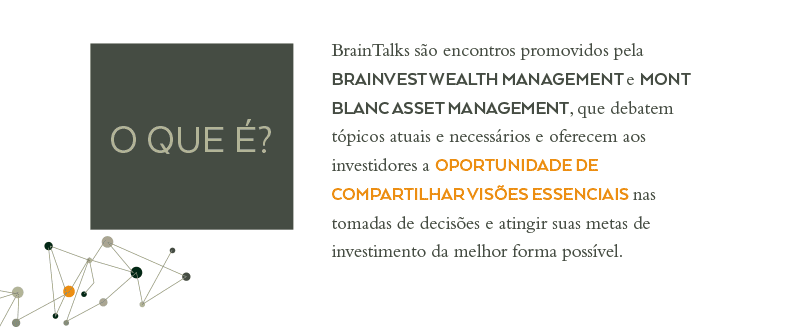 O QUE É?
BrainTalks são encontros promovidos pela
BRAINVEST WEALTH MANAGEMENT e MONT
BLANC ASSET MANAGEMENT, que debatem
tópicos atuais e necessários e oferecem aos
investidores a OPORTUNIDADE DE
COMPARTILHAR VISÕES ESSENCIAIS nas
tomadas de decisões e atingir suas metas de
investimento da melhor forma possível.